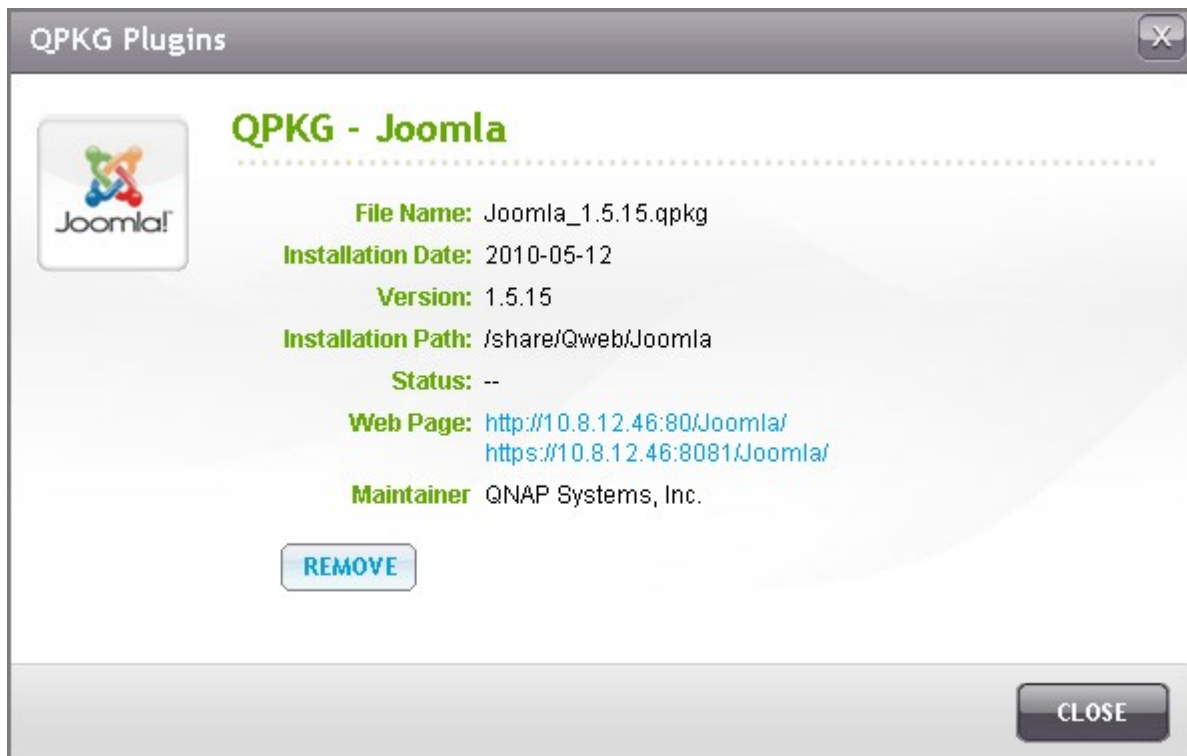 QPKG Plugins
X
Joomla!
QPKG - Joomla
File Name: Joomla_1.5.15.qpkg
Installation Date: 2010-05-12
Version: 1.5.15
Installation Path: /share/Qweb/Joomla
Status: --
Web Page: http://10.8.12.46:80/Joomla/
https://10.8.12.46:8081/Joomla/
Maintainer QNAP Systems, Inc.
REMOVE
CLOSE